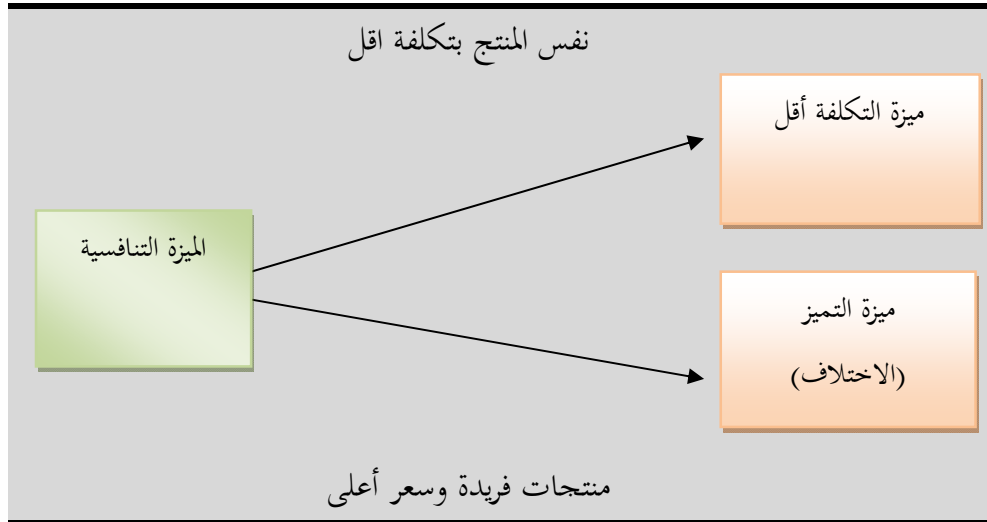 نفس المنتج بتكلفة اقل
ميزة التكلفة أقل
الميزة التنافسية
ميزة التميز
(الاختلاف)
منتجات فريدة وسعر أعلى